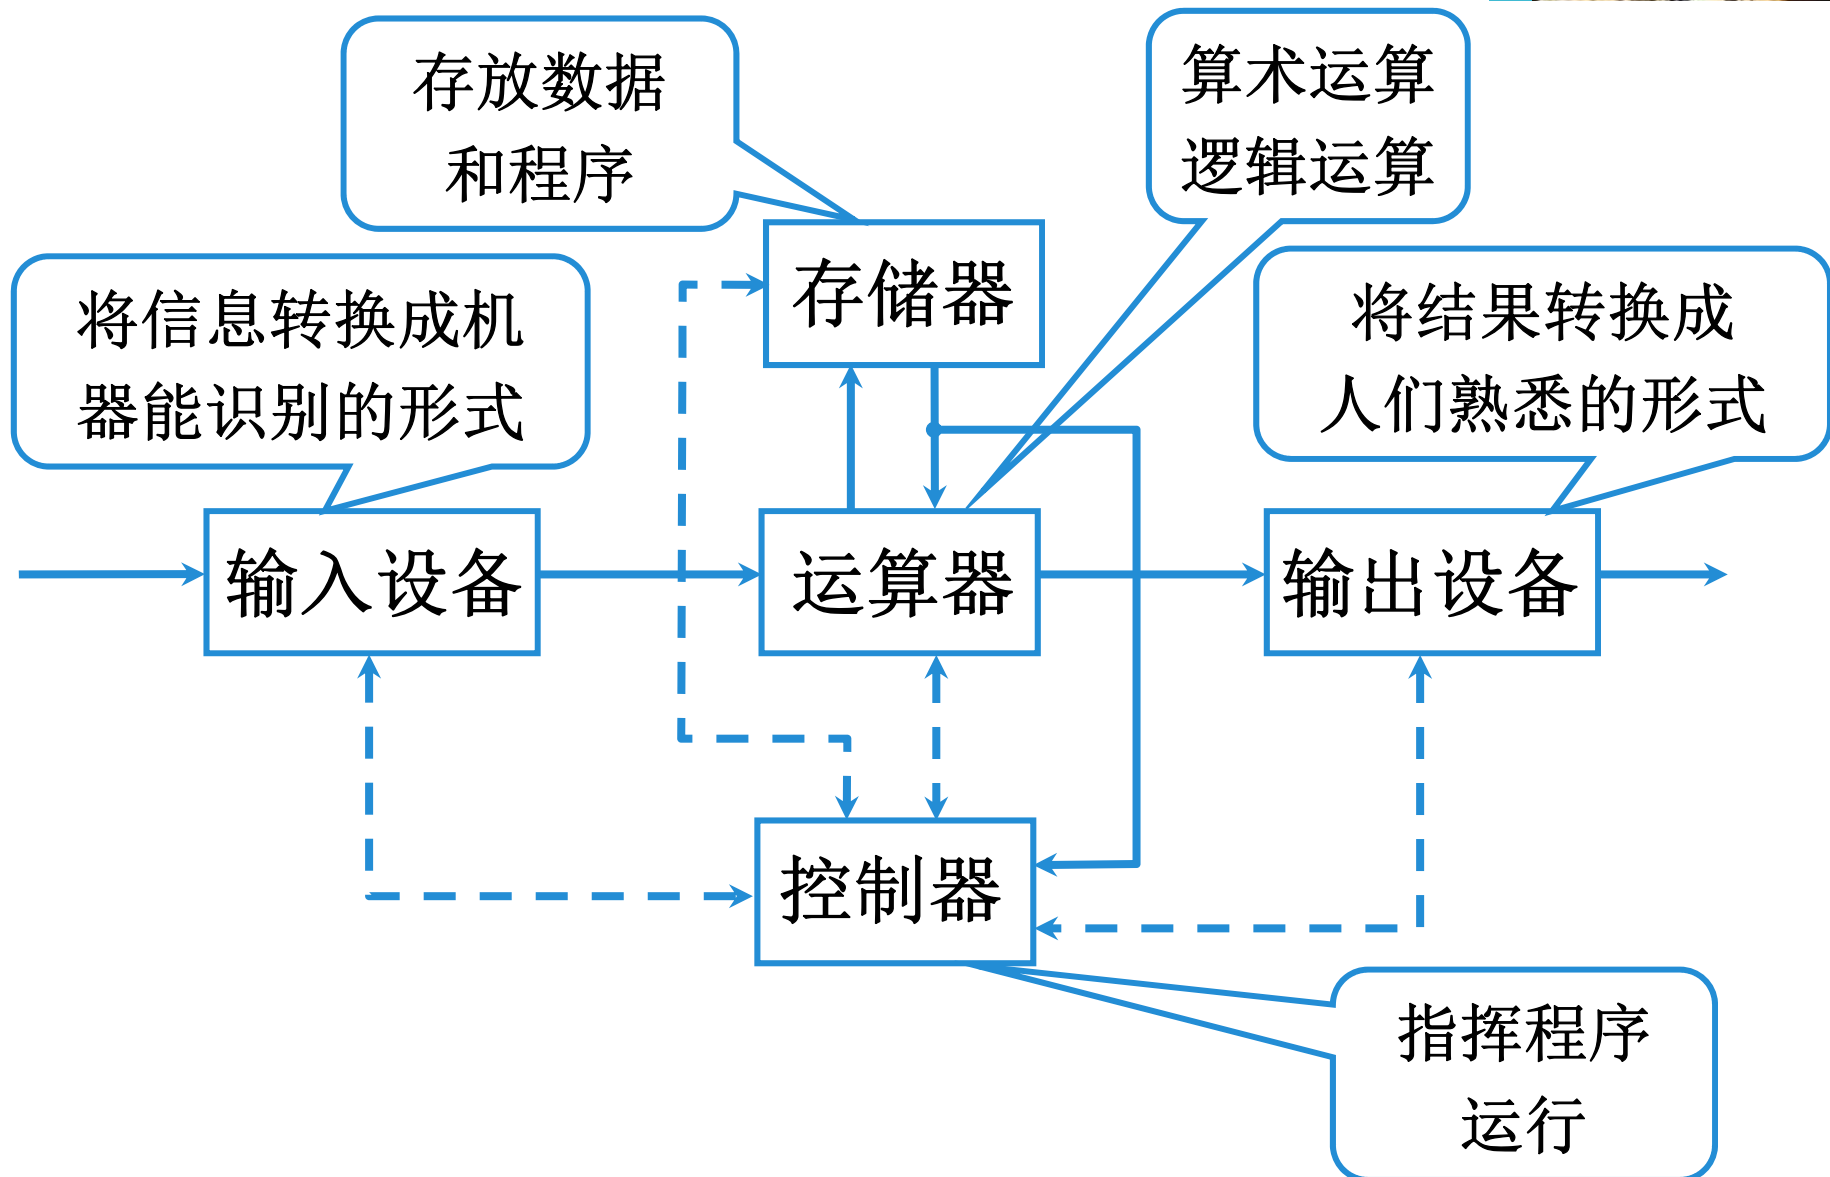 存放数据
和程序
算术运算
逻辑运算
将信息转换成机
器能识别的形式
存储器
将结果转换成
人们熟悉的形式
输入设备
运算器
输出设备
控制器
指挥程序
运行